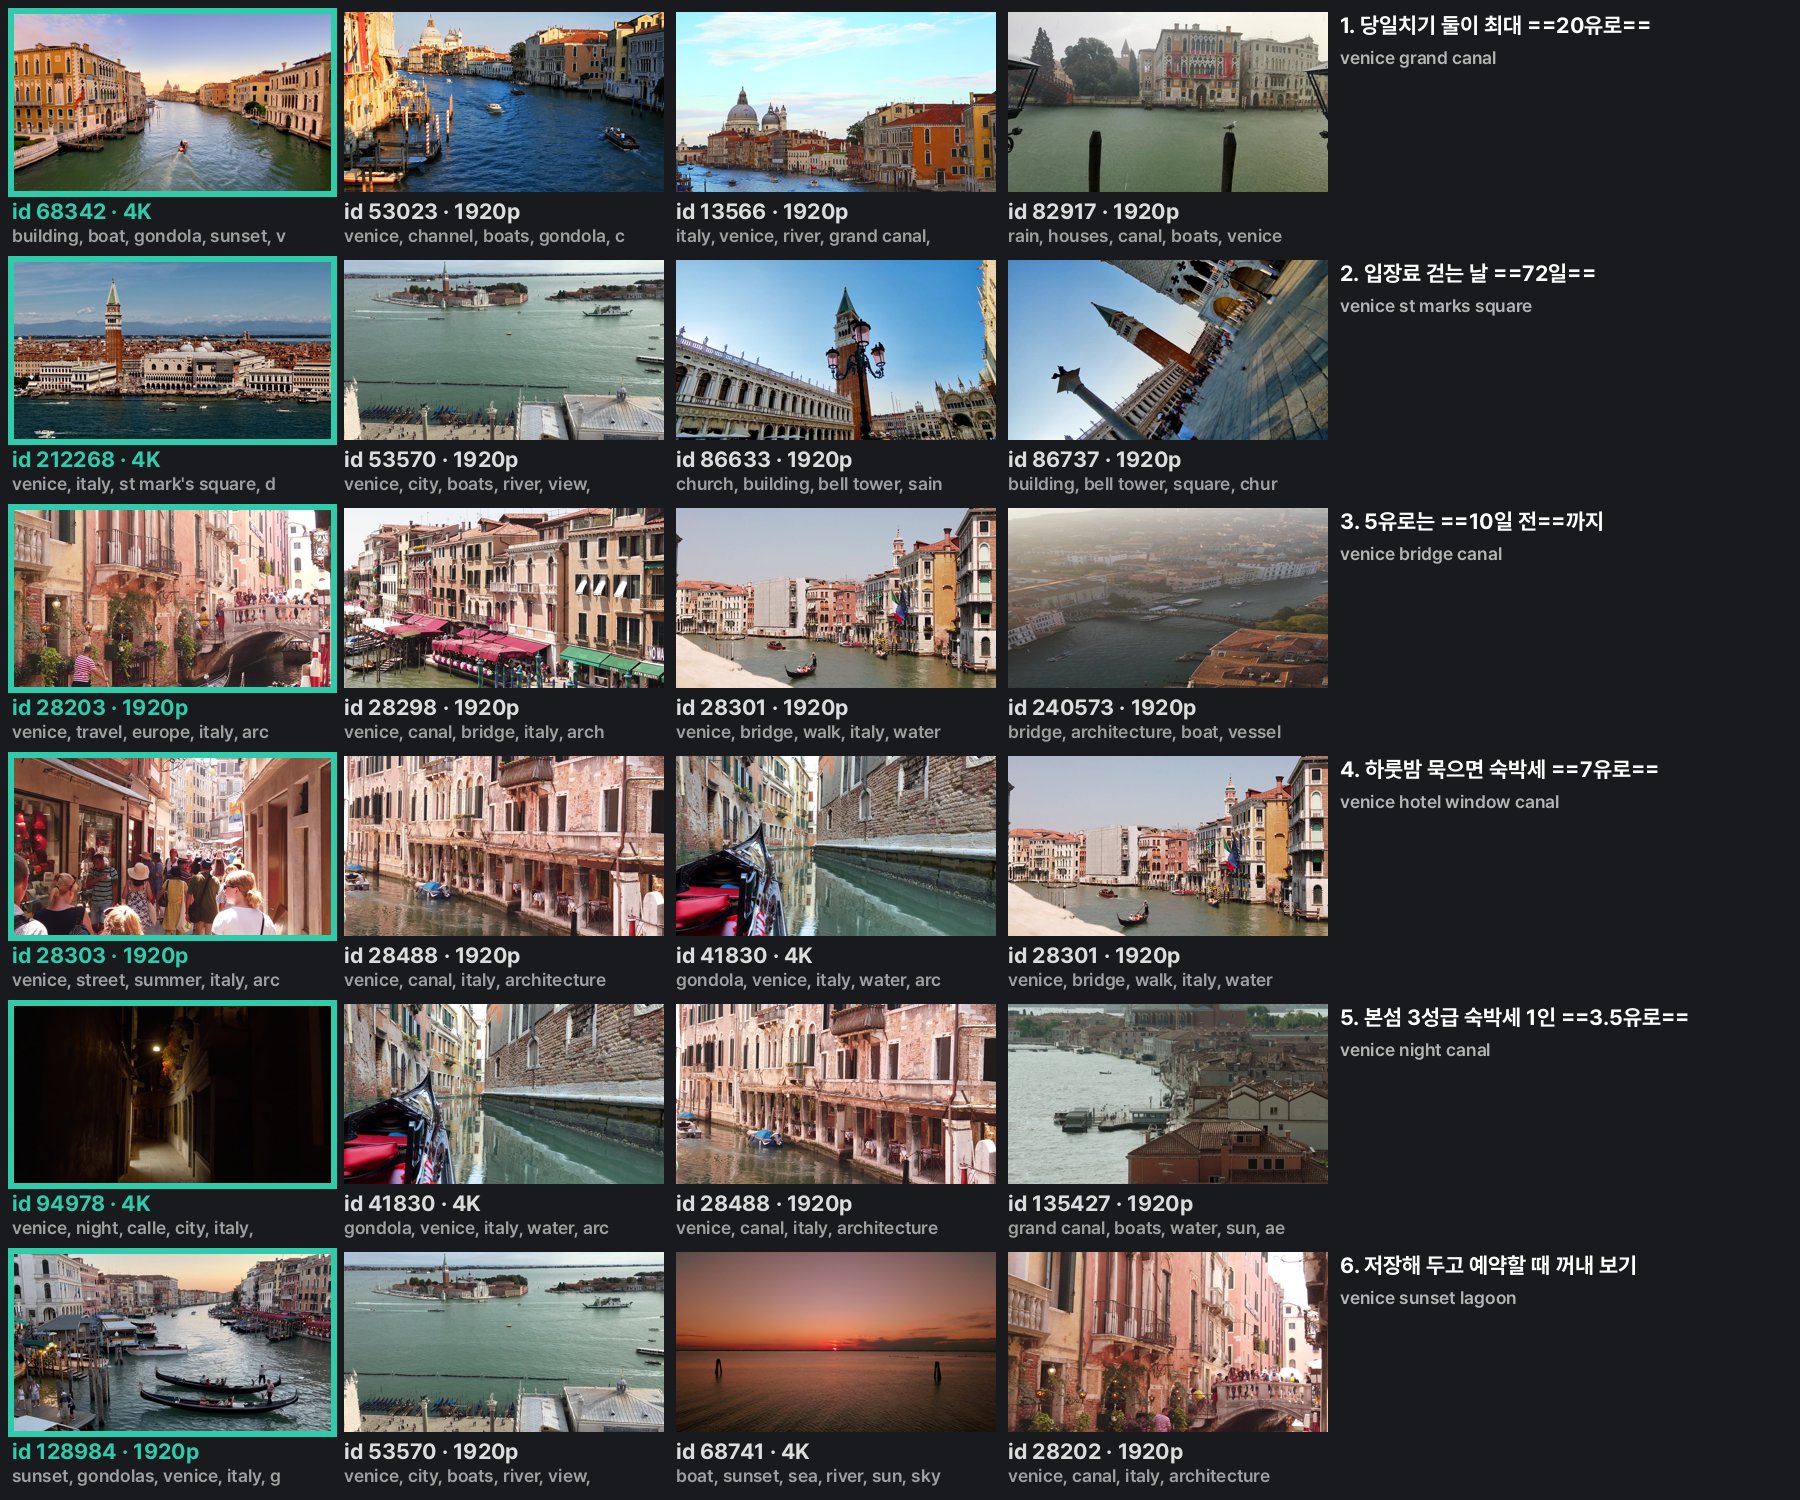 1. 당일치기 둘이 최대 ==20유로==
venice grand canal
id 68342 · 4K
building, boat, gondola, sunset, v
id 53023 · 1920p
venice, channel, boats, gondola, c
id 13566 · 1920p
italy, venice, river, grand canal,
id 82917 · 1920p
rain, houses, canal, boats, venice
2. 입장료 걷는 날 ==72일==
venice st marks square
id 212268 · 4K
venice, italy, st mark's square, d
id 53570 · 1920p
venice, city, boats, river, view,
id 86633 · 1920p
church, building, bell tower, sain
id 86737 · 1920p
building, bell tower, square, chur
3. 5유로는 ==10일 전==까지
venice bridge canal
id 28203 · 1920p
venice, travel, europe, italy, arc
id 28298 · 1920p
venice, canal, bridge, italy, arch
id 28301 · 1920p
venice, bridge, walk, italy, water
id 240573 · 1920p
bridge, architecture, boat, vessel
4. 하룻밤 묵으면 숙박세 ==7유로==
venice hotel window canal
id 28303 · 1920p
venice, street, summer, italy, arc
id 28488 · 1920p
venice, canal, italy, architecture
id 41830 · 4K
gondola, venice, italy, water, arc
id 28301 · 1920p
venice, bridge, walk, italy, water
5. 본섬 3성급 숙박세 1인 ==3.5유로==
venice night canal
id 94978 · 4K
venice, night, calle, city, italy,
id 41830 · 4K
gondola, venice, italy, water, arc
id 28488 · 1920p
venice, canal, italy, architecture
id 135427 · 1920p
grand canal, boats, water, sun, ae
6. 저장해 두고 예약할 때 꺼내 보기
venice sunset lagoon
id 128984 · 1920p
sunset, gondolas, venice, italy, g
id 53570 · 1920p
venice, city, boats, river, view,
id 68741 · 4K
boat, sunset, sea, river, sun, sky
id 28202 · 1920p
venice, canal, italy, architecture